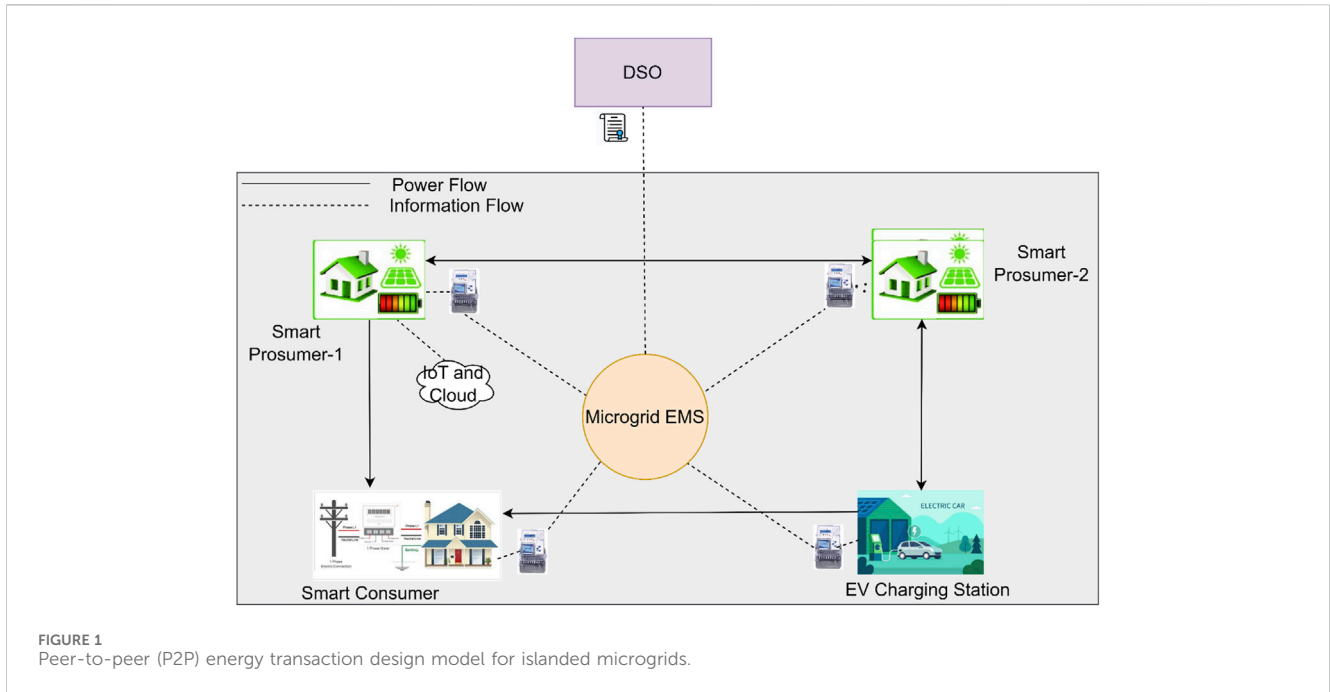 DSO
Power Flow
Information Flow
Smart
Prosumer-1
Smart
Prosumer-2
IoT and
Cloud
Microgrid EMS
ELECTRIC CAR
Smart Consumer
EV Charging Station
FIGURE 1
Peer-to-peer (P2P) energy transaction design model for islanded microgrids.